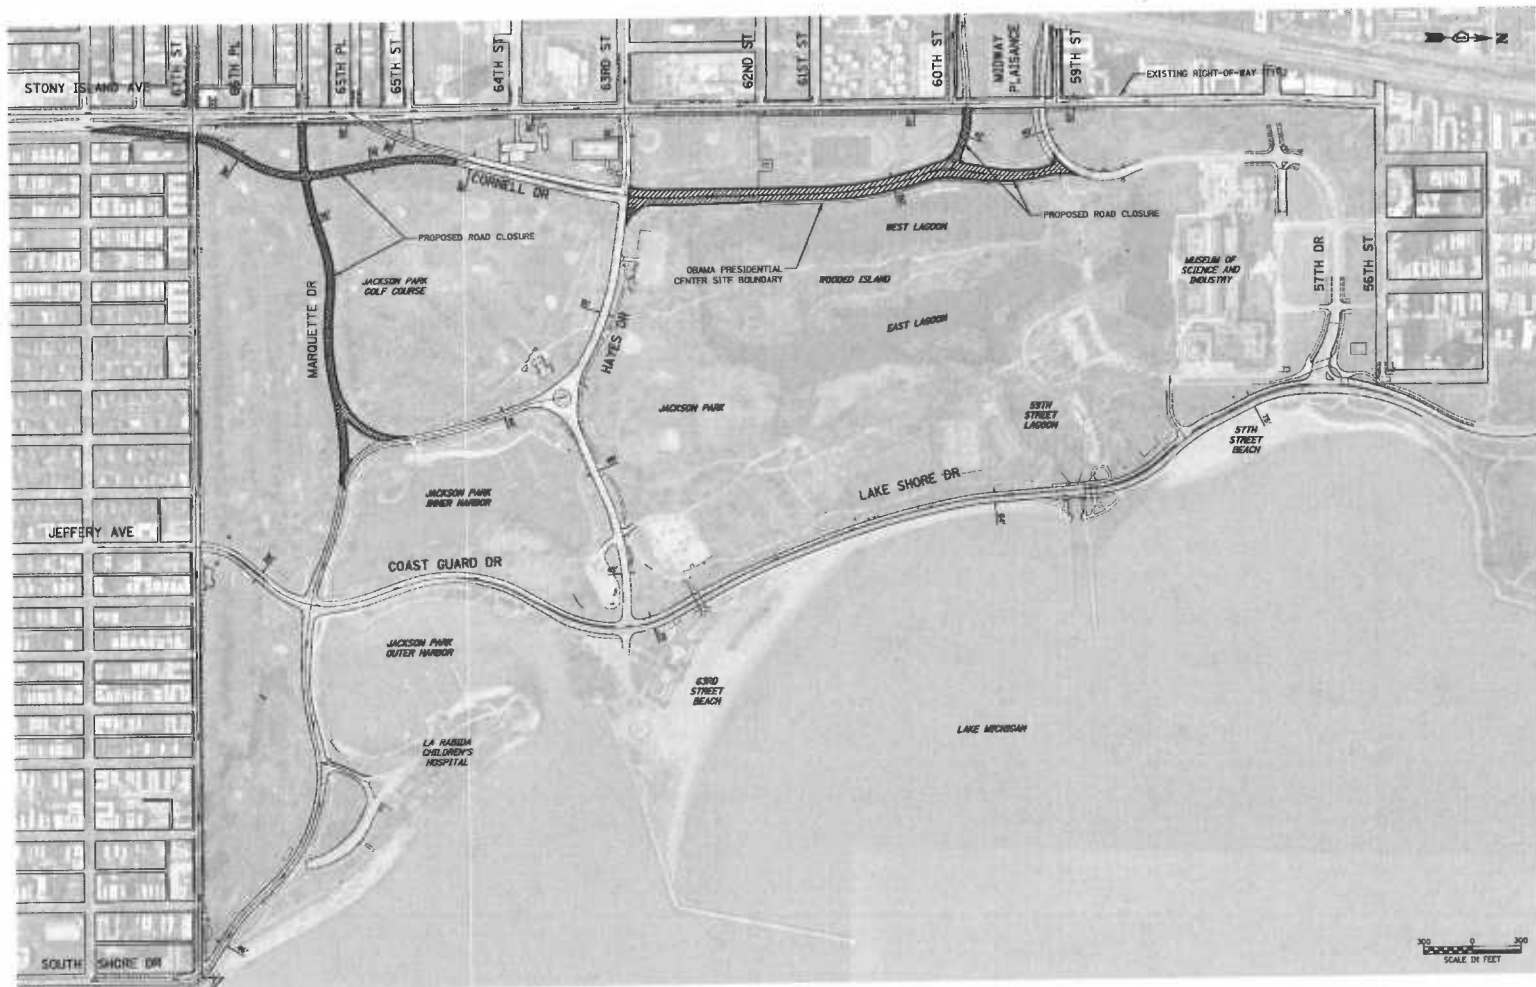 N
67TH ST
66TH PL
65TH PL
65TH ST
64TH ST
63RD ST
62ND ST
61ST ST
60TH ST
MIDWAY
PLAISANCE
59TH ST
EXISTING RIGHT-OF-WAY (TYP.)
STONY ISLAND AVE
CORNELL DR
PROPOSED ROAD CLOSURE
PROPOSED ROAD CLOSURE
WEST LAGOON
OBAMA PRESIDENTIAL
CENTER SITE BOUNDARY
WOODED ISLAND
MUSEUM OF
SCIENCE AND
INDUSTRY
57TH DR
56TH ST
JACKSON PARK
GOLF COURSE
MARQUETTE DR
HAYES DR
EAST LAGOON
JACKSON PARK
59TH
STREET
LAGOON
57TH
STREET
BEACH
75'
LAKE SHORE DR
JACKSON PARK
INNER HARBOR
JEFFERY AVE
COAST GUARD DR
JACKSON PARK
OUTER HARBOR
63RD
STREET
BEACH
LAKE MICHIGAN
LA RABIDA
CHILDREN'S
HOSPITAL
SOUTH SHORE DR
300 0 300
SCALE IN FEET